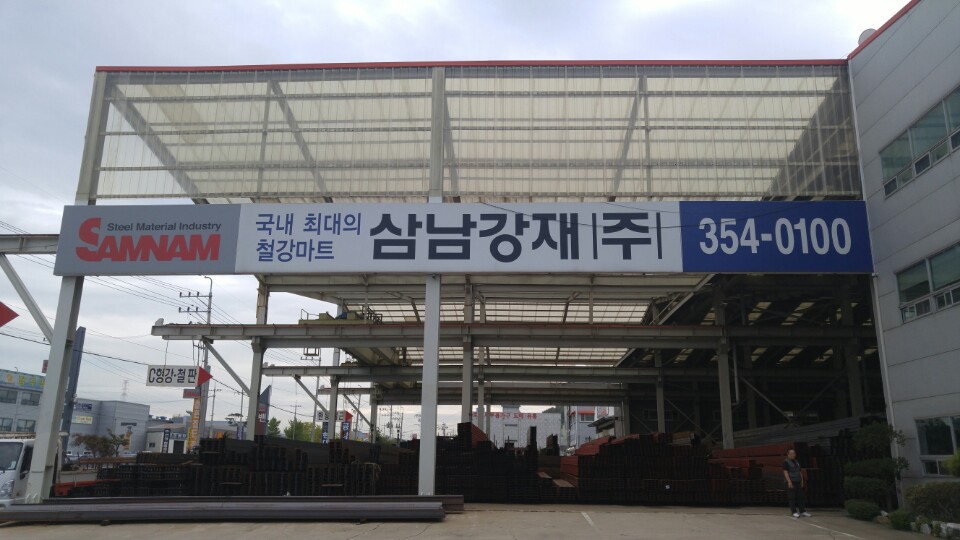 Steel Material Industry
SAMNAM
국내 최대의
철강마트
삼남강재|주|
354-0100
C형강·철판